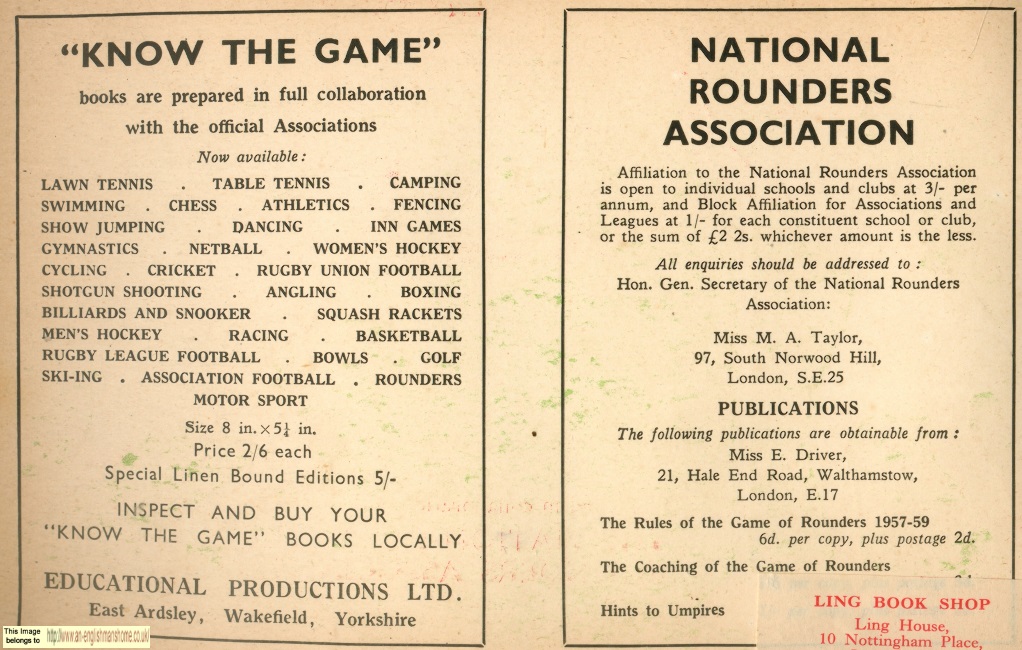 “KNOW THE GAME”
books are prepared in full collaboration
with the official Associations
Now available:
LAWN TENNIS . TABLE TENNIS . CAMPING
SWIMMING . CHESS . ATHLETICS . FENCING
SHOW JUMPING . DANCING . INN GAMES
GYMNASTICS . NETBALL . WOMEN'S HOCKEY
CYCLING . CRICKET . RUGBY UNION FOOTBALL
SHOTGUN SHOOTING . ANGLING . BOXING
BILLIARDS AND SNOOKER . SQUASH RACKETS
MEN'S HOCKEY . RACING . BASKETBALL
RUGBY LEAGUE FOOTBALL . BOWLS . GOLF
SKI-ING . ASSOCIATION FOOTBALL . ROUNDERS
MOTOR SPORT
Size 8 in.×5¼ in.
Price 2/6 each
Special Linen Bound Editions 5/-
INSPECT AND BUY YOUR
"KNOW THE GAME" BOOKS LOCALLY
EDUCATIONAL PRODUCTIONS LTD.
East Ardsley, Wakefield, Yorkshire
This Image
belongs to http://www.an-englishmanshome.co.uk/
NATIONAL
ROUNDERS
ASSOCIATION
Affiliation to the National Rounders Association
is open to individual schools and clubs at 3/- per
annum, and Block Affiliation for Associations and
Leagues at 1/- for each constituent school or club,
or the sum of £2 2s. whichever amount is the less.
All enquiries should be addressed to :
Hon. Gen. Secretary of the National Rounders
Association:
Miss M. A. Taylor,
97, South Norwood Hill,
London, S.E.25
PUBLICATIONS
The following publications are obtainable from :
Miss E. Driver,
21, Hale End Road, Walthamstow,
London, E.17
The Rules of the Game of Rounders 1957-59
6d. per copy, plus postage 2d.
The Coaching of the Game of Rounders
Hints to Umpires
LING BOOK SHOP
Ling House,
10 Nottingham Place,